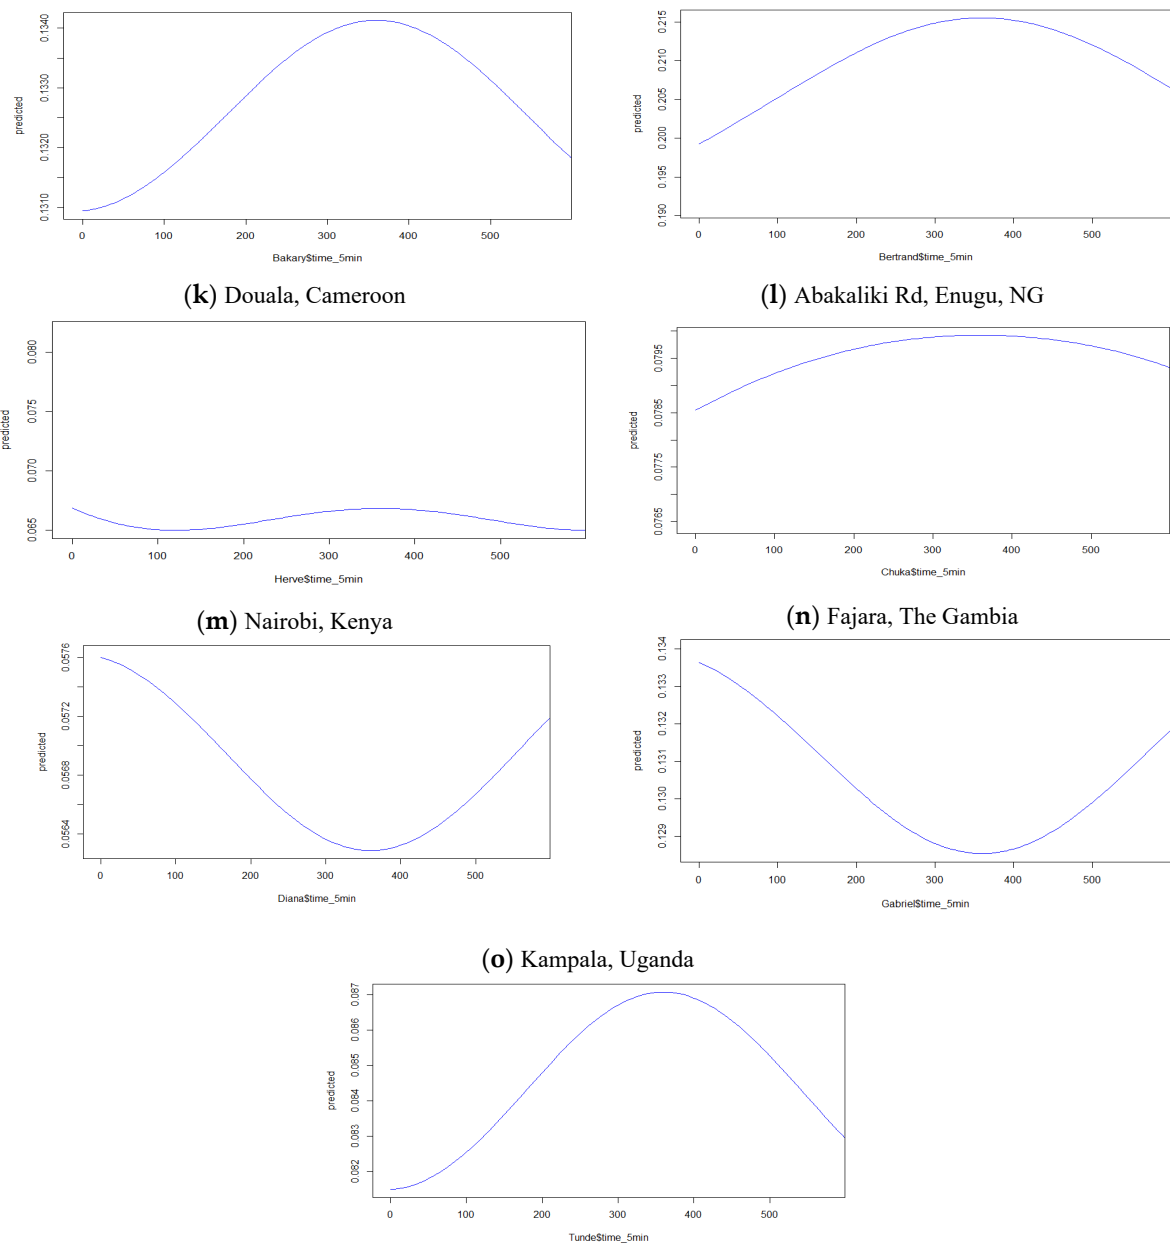 0.1340
0.1330
0.1320
0.1310
predicted
0 100 200 300 400 500
Bakary$time_5min
0.215
0.210
0.205
0.200
0.195
0.190
predicted
0 100 200 300 400 500
Bertrand$time_5min
(k) Douala, Cameroon
(l) Abakaliki Rd, Enugu, NG
0.080
0.075
0.070
0.065
predicted
0 100 200 300 400 500
Herve$time_5min
0.0795
0.0785
0.0775
0.0765
predicted
0 100 200 300 400 500
Chuka$time_5min
(m) Nairobi, Kenya
(n) Fajara, The Gambia
0.0576
0.0572
0.0568
0.0564
predicted
0 100 200 300 400 500
Diana$time_5min
0.134
0.133
0.132
0.131
0.130
0.129
predicted
0 100 200 300 400 500
Gabriel$time_5min
(o) Kampala, Uganda
0.087
0.086
0.085
0.084
0.083
0.082
predicted
0 100 200 300 400 500
Tunde$time_5min